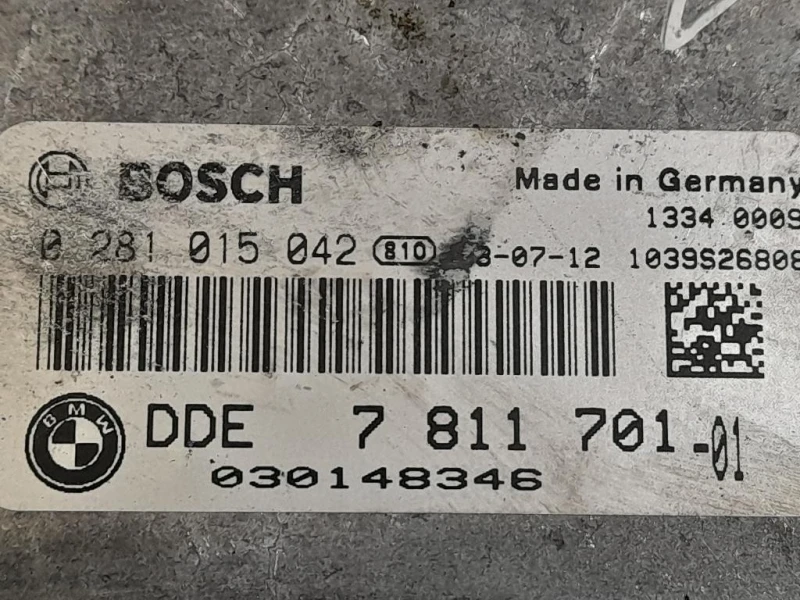 BOSCH
Made in Germany
1334 0009
0 281 015 042 810 3-07-12 1039S26808
BMW
DDE 7 811 701-01
030148346